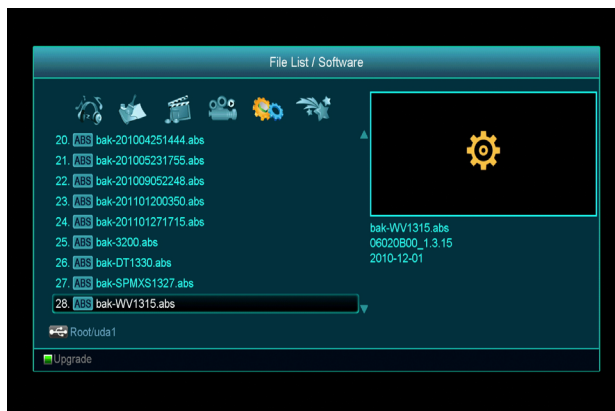 File List / Software
20. ABS bak-201004251444.abs
21. ABS bak-201005231755.abs
22. ABS bak-201009052248.abs
23. ABS bak-201101200350.abs
24. ABS bak-201101271715.abs
25. ABS bak-3200.abs
26. ABS bak-DT1330.abs
27. ABS bak-SPMXS1327.abs
28. ABS bak-WV1315.abs
bak-WV1315.abs
06020B00_1.3.15
2010-12-01
Root/uda1
Upgrade